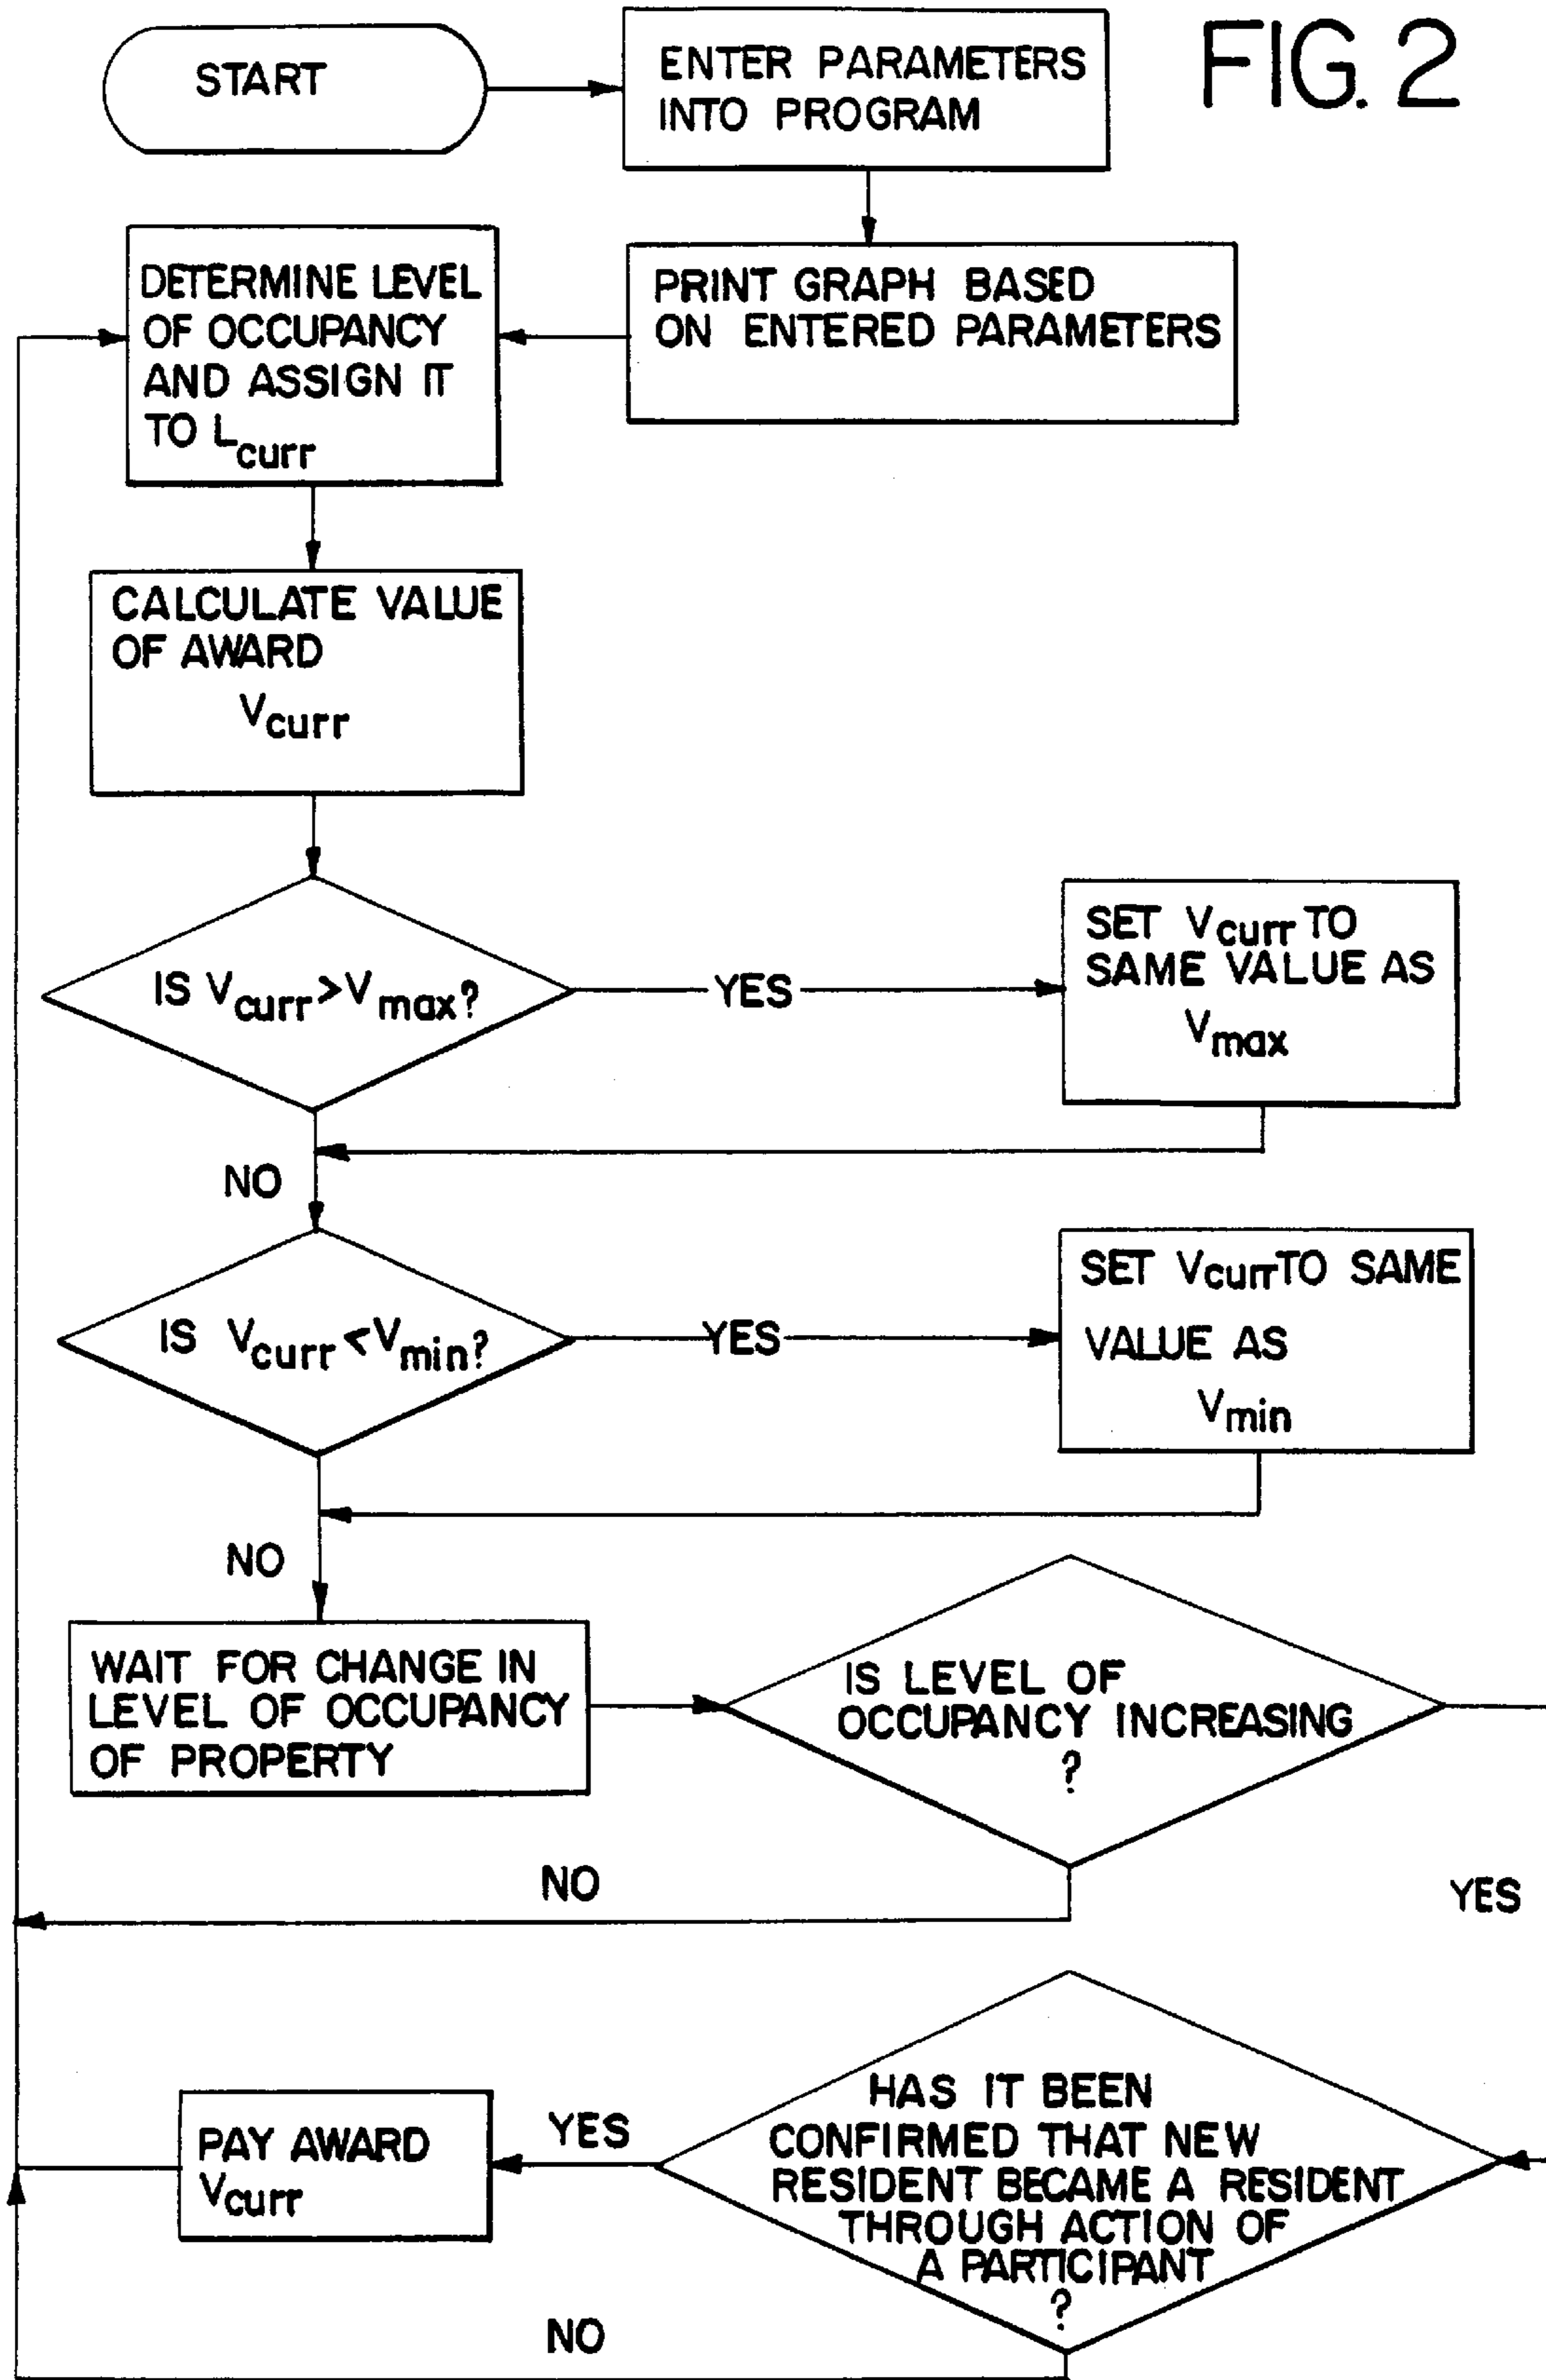 FIG. 2
START
ENTER PARAMETERS
INTO PROGRAM
PRINT GRAPH BASED
ON ENTERED PARAMETERS
DETERMINE LEVEL
OF OCCUPANCY
AND ASSIGN IT
TO Lcurr
CALCULATE VALUE
OF AWARD
Vcurr
IS Vcurr>Vmax?
YES
SET Vcurr TO
SAME VALUE AS
Vmax
NO
IS Vcurr<Vmin?
YES
SET Vcurr TO SAME
VALUE AS
Vmin
NO
WAIT FOR CHANGE IN
LEVEL OF OCCUPANCY
OF PROPERTY
IS LEVEL OF
OCCUPANCY INCREASING
?
NO
YES
HAS IT BEEN
CONFIRMED THAT NEW
RESIDENT BECAME A RESIDENT
THROUGH ACTION OF
A PARTICIPANT
?
YES
PAY AWARD
Vcurr
NO